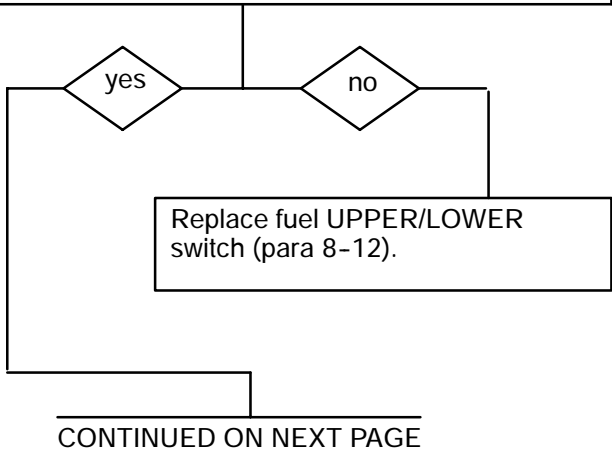 yes
no
Replace fuel UPPER/LOWER
switch (para 8-12).
CONTINUED ON NEXT PAGE